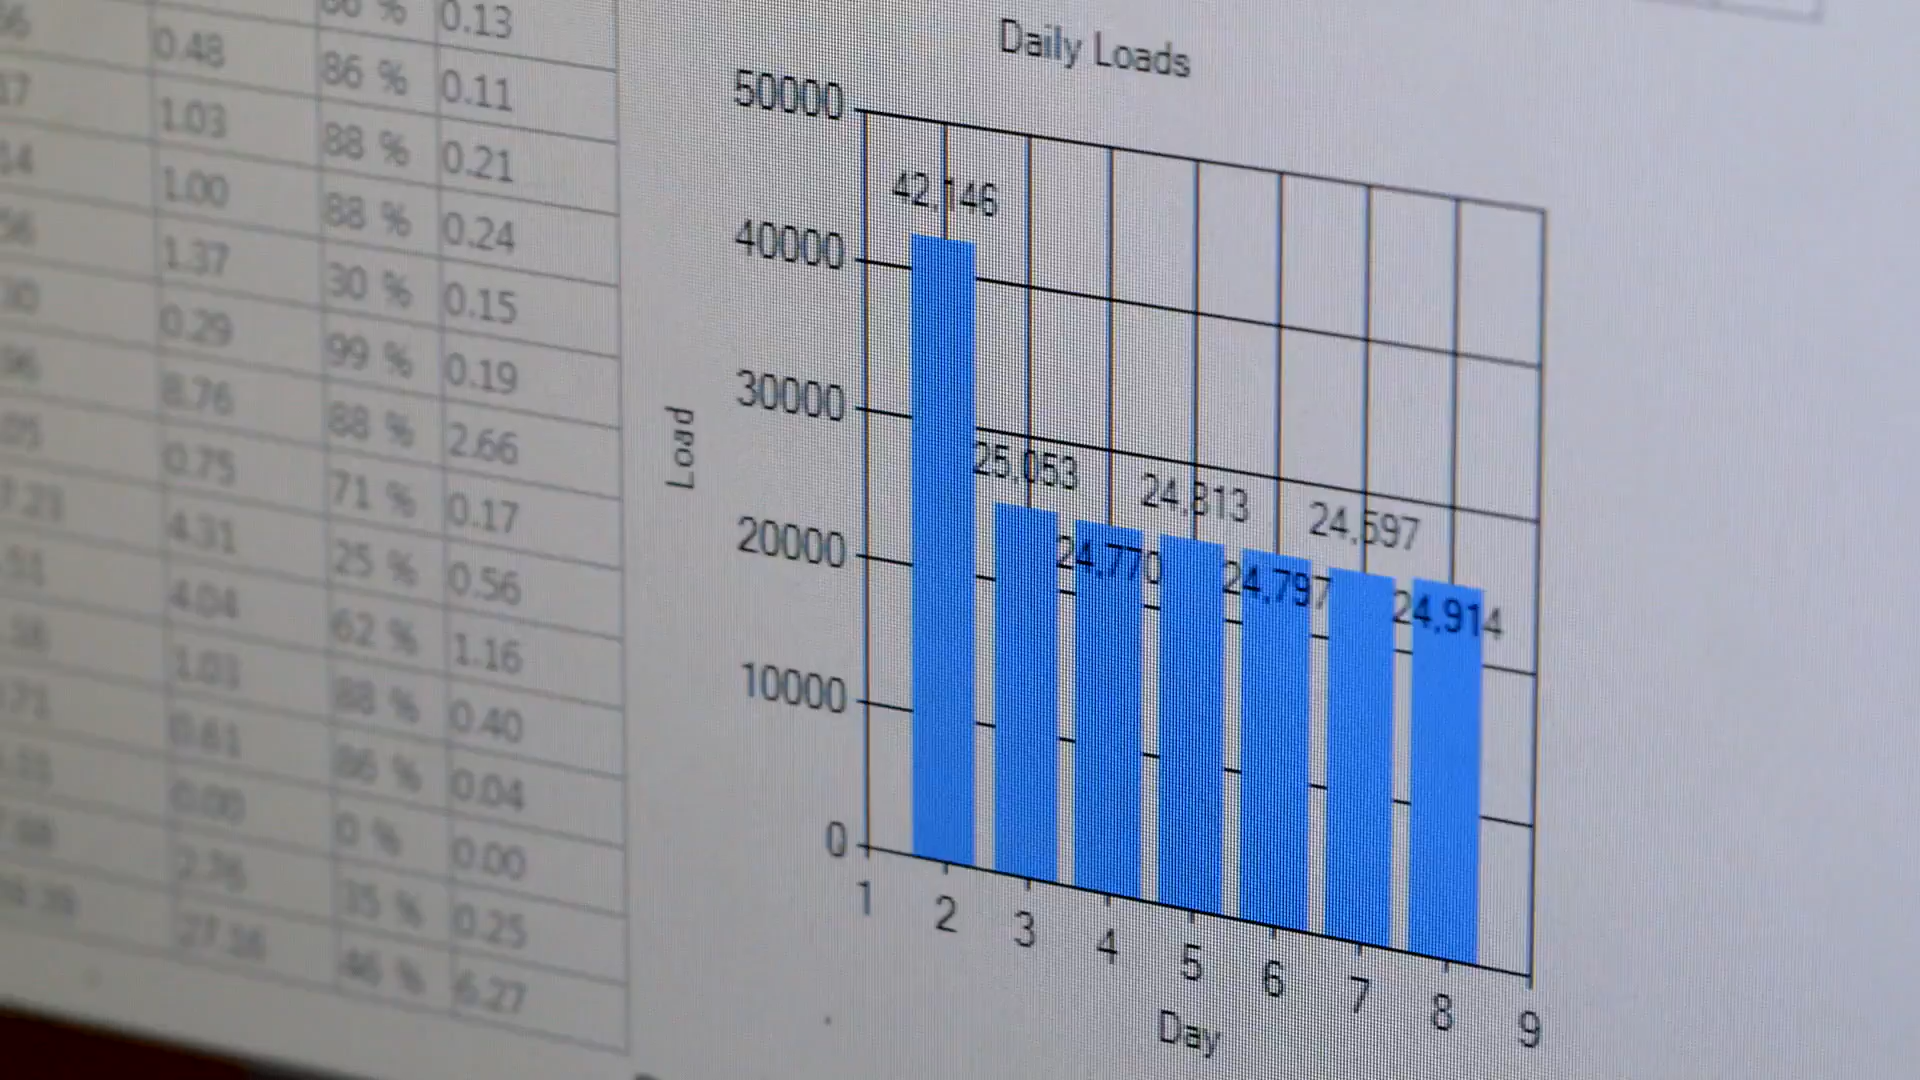 0.13
0.48 86 % 0.11
1.03 88 % 0.21
1.00 88 % 0.24
1.37 30 % 0.15
0.29 99 % 0.19
8.76 88 % 2.66
0.75 71 % 0.17
4.31 25 % 0.56
4.04 62 % 1.16
1.03 88 % 0.40
0.61 86 % 0.04
0.00 0 % 0.00
2.76 35 % 0.25
46 % 6.27
Daily Loads
50000
42,146
40000
30000
Load
25,053
24,813
24,597
20000
24,770
24,797
24,914
10000
0
1 2 3 4 5 6 7 8 9
Day